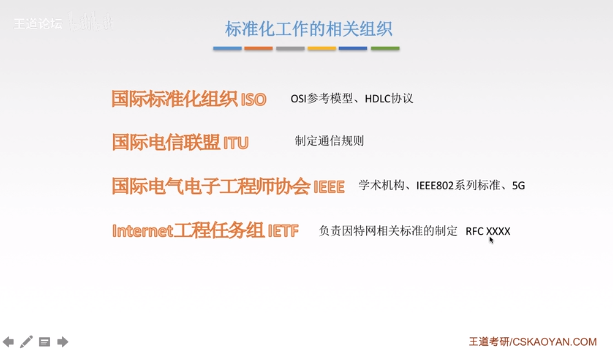 王道论坛
标准化工作的相关组织
国际标准化组织 ISO OSI参考模型、HDLC协议
国际电信联盟 ITU 制定通信规则
国际电气电子工程师协会 IEEE 学术机构、IEEE802系列标准、5G
Internet工程任务组 IETF 负责因特网相关标准的制定 RFC XXXX
王道考研/CSKAOYAN.COM